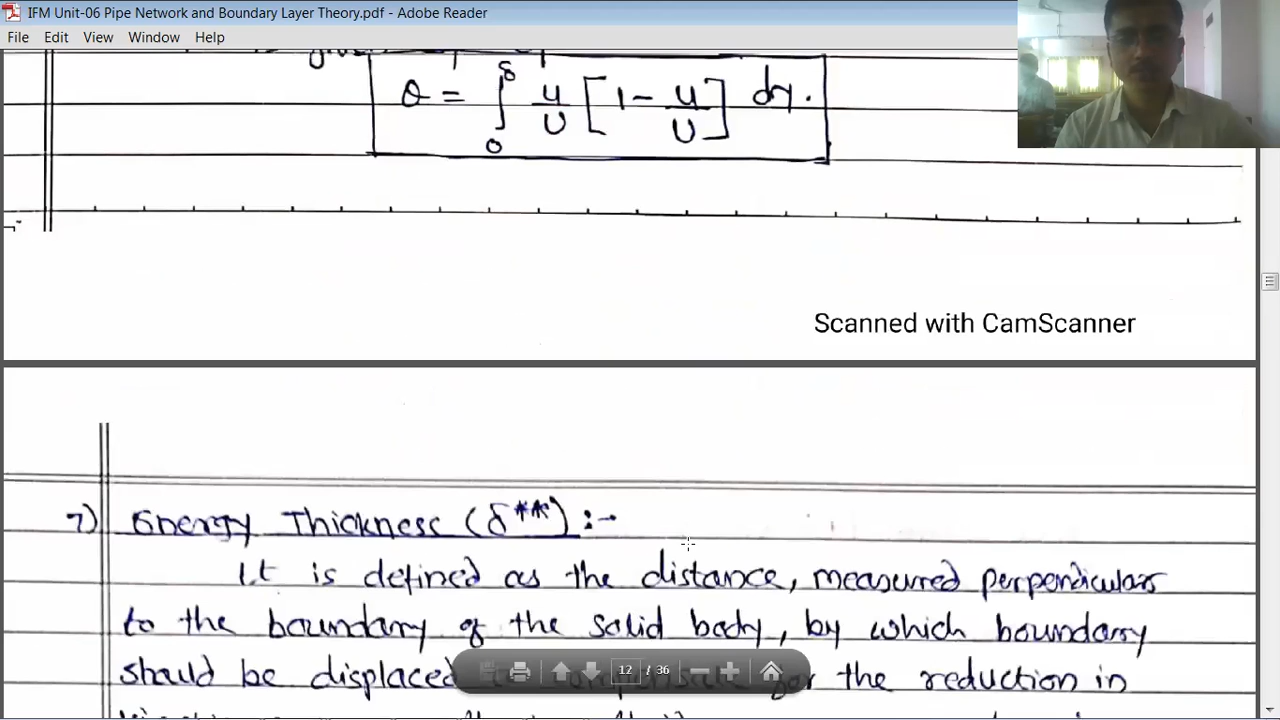 IFM Unit-06 Pipe Network and Boundary Layer Theory.pdf - Adobe Reader
File Edit View Window Help
θ = ∫₀^δ u/U [1 - u/U] dy.
Scanned with CamScanner
7) Energy Thickness (δ**) :-
It is defined as the distance, measured perpendicular
to the boundary of the solid body, by which boundary
should be displaced for the reduction in
12 / 36